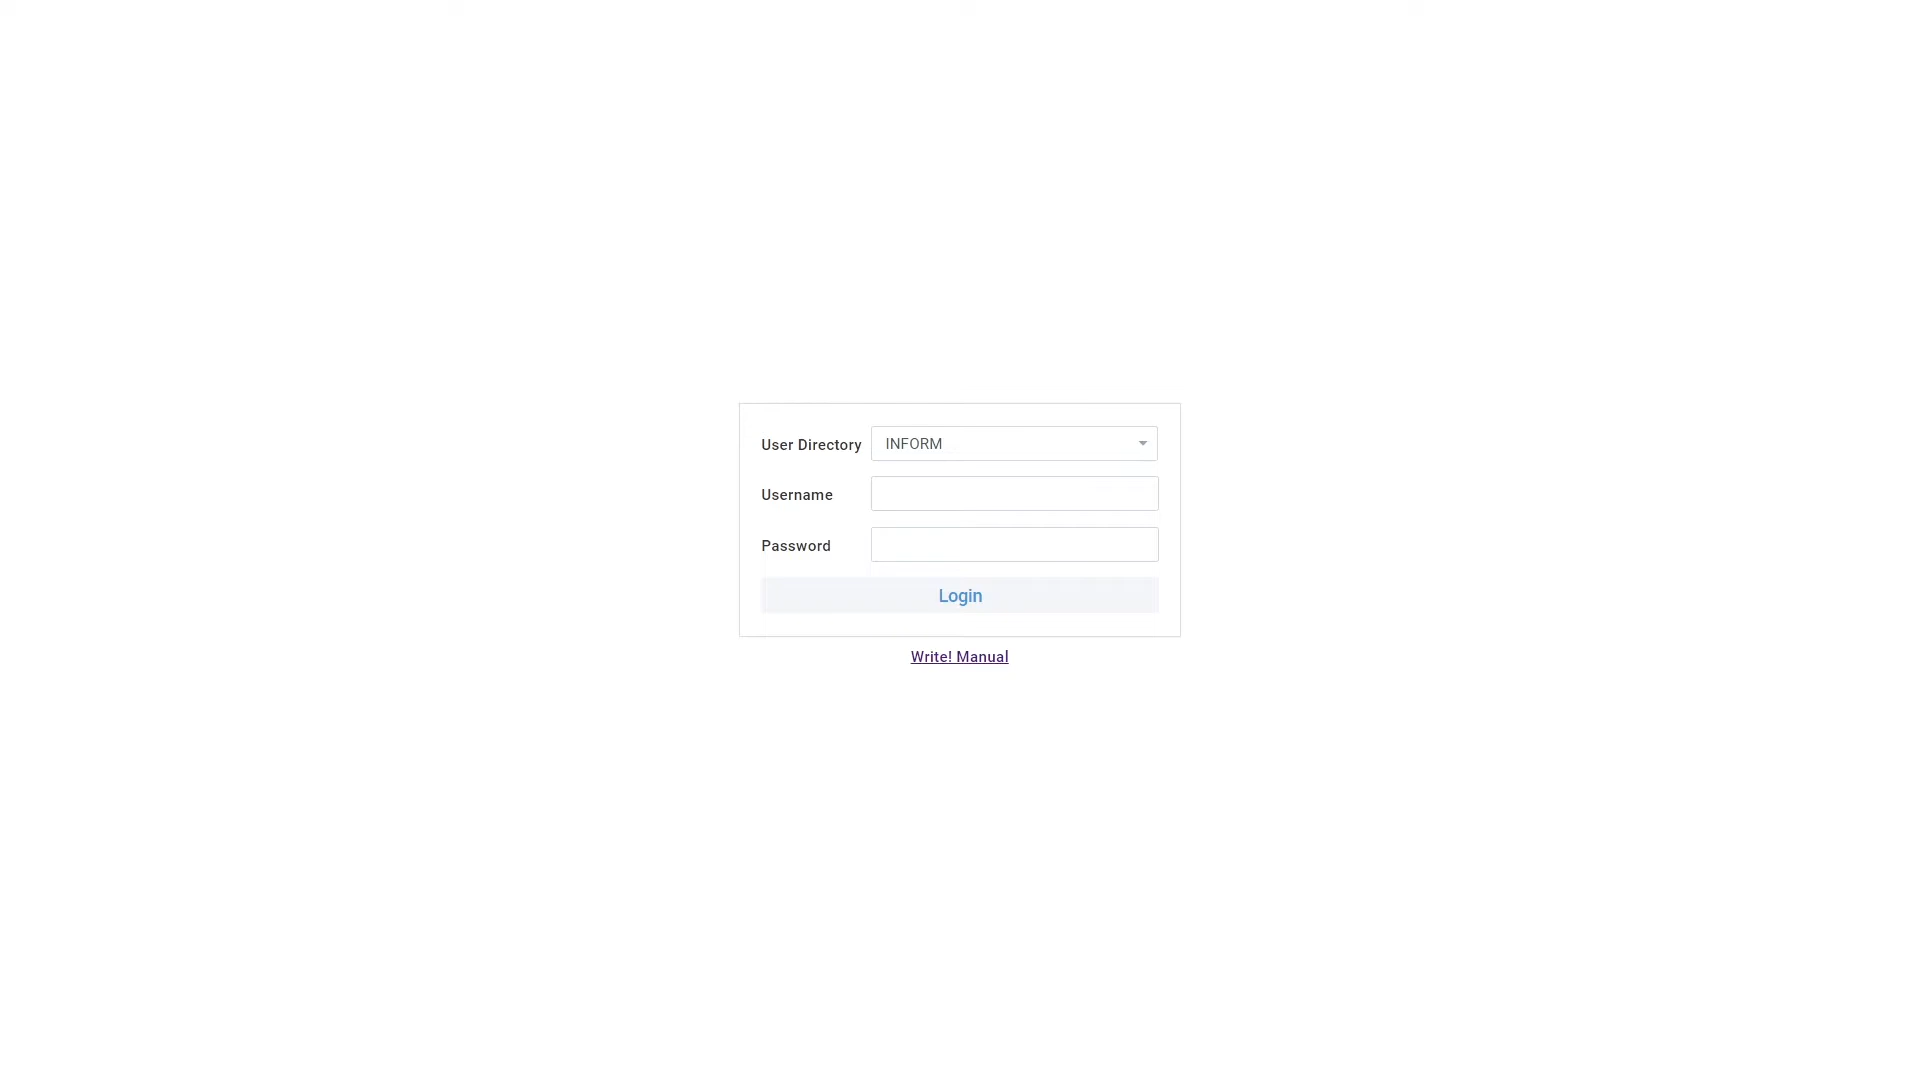 User Directory INFORM
Username
Password
Login
Write! Manual